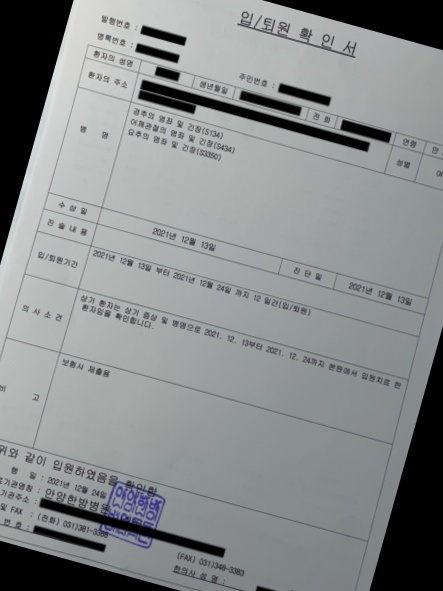 입/퇴원 확 인 서
발행번호 :
병록번호 :
환자의 성명 생년월일 주민번호 : 전 화 연령 만
환자의 주소 성별 여
병 명
경추의 염좌 및 긴장(S134)
어깨관절의 염좌 및 긴장(S434)
요추의 염좌 및 긴장(S3350)
수 상 일 2021년 12월 13일 진 단 일 2021년 12월 13일
진 술 내 용
입/퇴원기간 2021년 12월 13일 부터 2021년 12월 24일 까지 12 일간(입/퇴원)
의 사 소 견 상기 환자는 상기 증상 및 병명으로 2021. 12. 13부터 2021. 12. 24까지 본원에서 입원치료 한
환자임을 확인합니다.
비 고 보험사 제출용
위와 같이 입원하였음을 확인함
행 일 : 2021년 12월 24일
기관명칭 : 안양한방병원
기관주소 :
및 FAX : (전화) 031)381-3388 (FAX) 031)348-3383
번 호 : 한의사 성 명 :